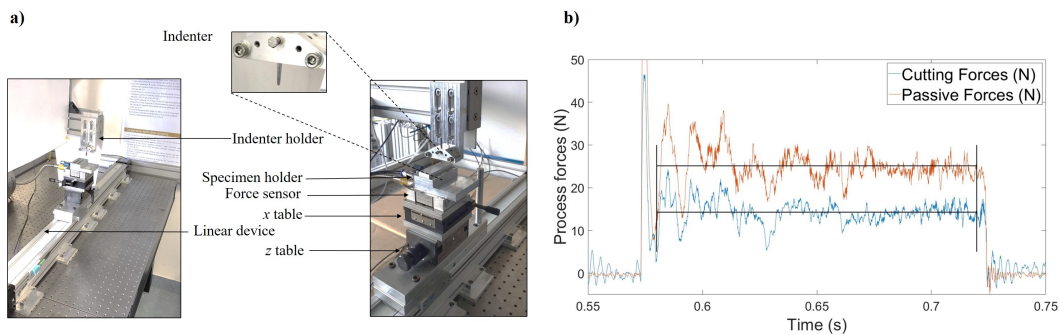 a)
Indenter
Indenter holder
Specimen holder
Force sensor
x table
Linear device
z table
b)
Cutting Forces (N)
Passive Forces (N)
Process forces (N)
50
40
30
20
10
0
0.55
0.6
0.65
0.7
0.75
Time (s)